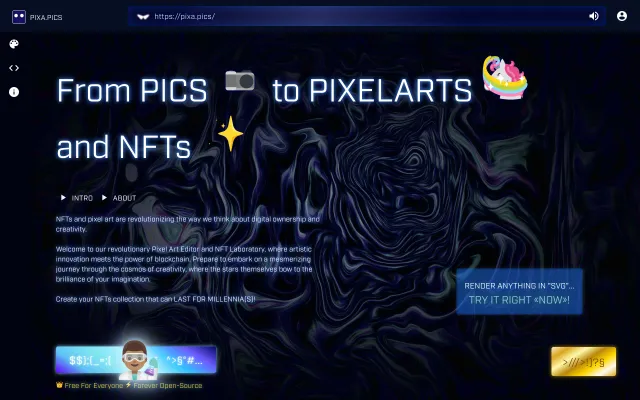 PIXA.PICS
https://pixa.pics/
From PICS to PIXELARTS
and NFTs
INTRO ABOUT
NFTs and pixel art are revolutionizing the way we think about digital ownership and
creativity.
Welcome to our revolutionary Pixel Art Editor and NFT Laboratory, where artistic
innovation meets the power of blockchain. Prepare to embark on a mesmerizing
journey through the cosmos of creativity, where the stars themselves bow to the
brilliance of your imagination.
Create your NFTs collection that can LAST FOR MILLENNIA(S)!
RENDER ANYTHING IN "SVG"...
TRY IT RIGHT «NOW»!
Free For Everyone Forever Open-Source